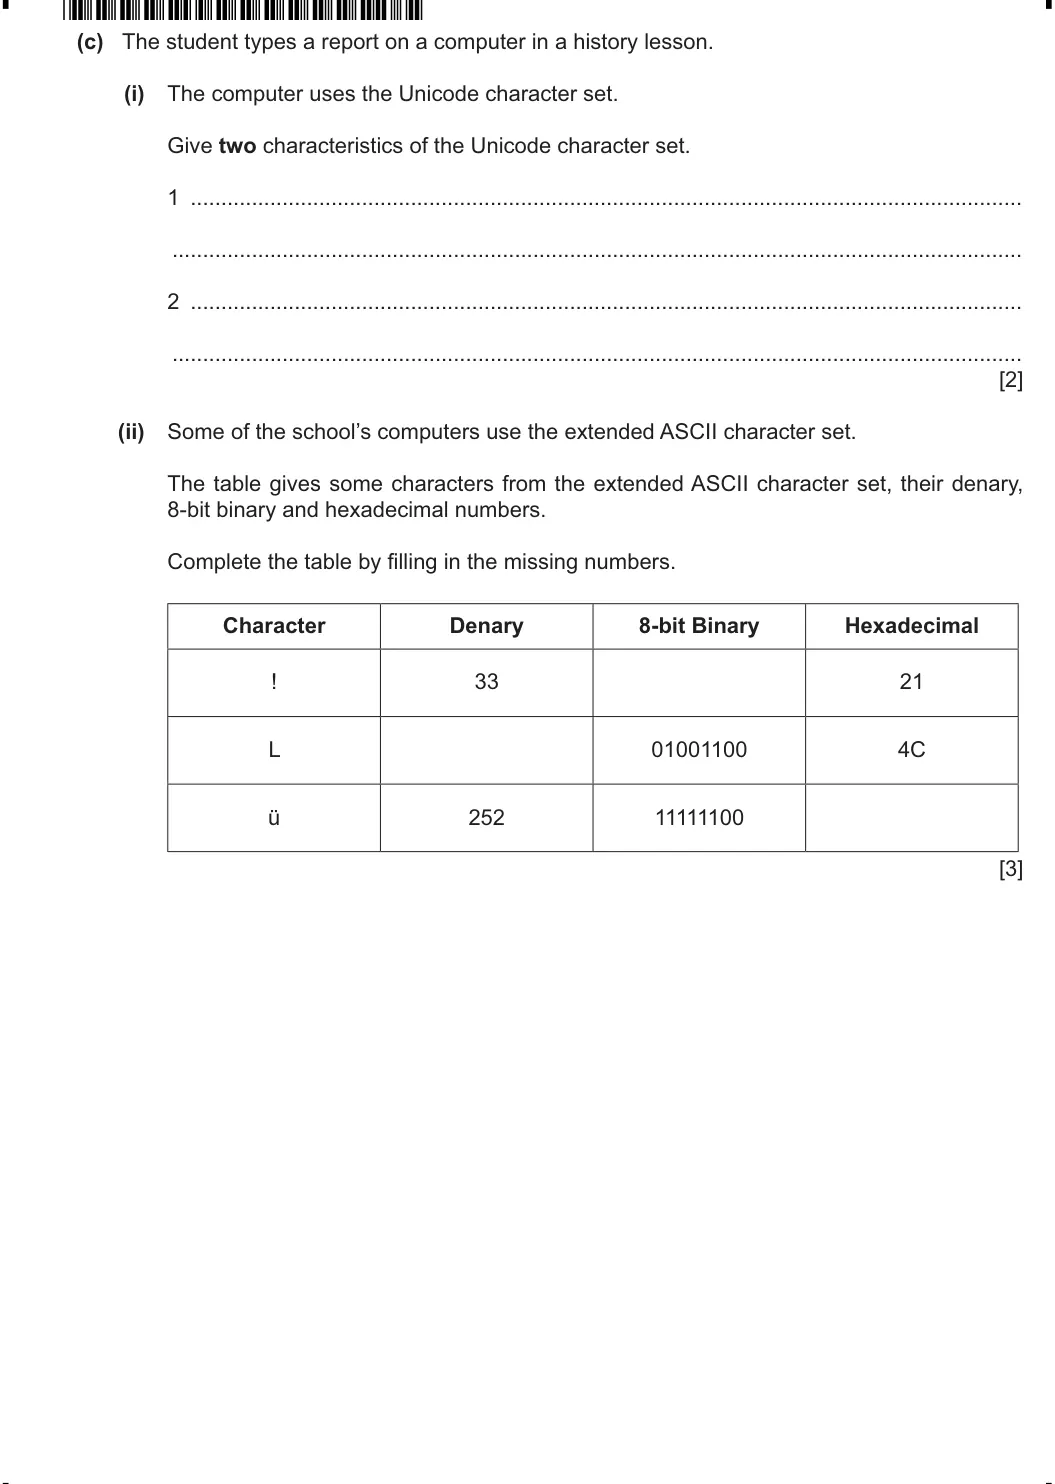 (c) The student types a report on a computer in a history lesson.
(i) The computer uses the Unicode character set.
Give two characteristics of the Unicode character set.
1 ..........................................................................................................................................
..........................................................................................................................................
2 ..........................................................................................................................................
..........................................................................................................................................
[2]
(ii) Some of the school’s computers use the extended ASCII character set.
The table gives some characters from the extended ASCII character set, their denary,
8-bit binary and hexadecimal numbers.
Complete the table by filling in the missing numbers.
Character Denary 8-bit Binary Hexadecimal
! 33 21
L 01001100 4C
ü 252 11111100
[3]